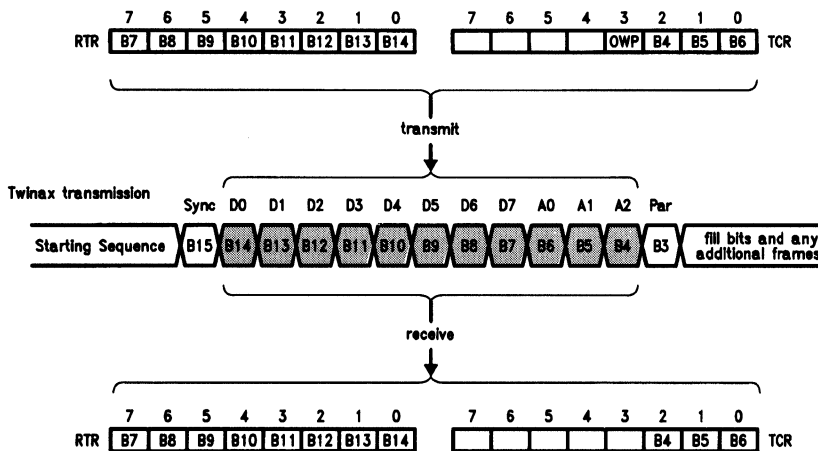 7 6 5 4 3 2 1 0 7 6 5 4 3 2 1 0
RTR B7 B8 B9 B10 B11 B12 B13 B14 OWP B4 B5 B6 TCR
transmit
Twinax transmission
Sync D0 D1 D2 D3 D4 D5 D6 D7 A0 A1 A2 Par
Starting Sequence B15 B14 B13 B12 B11 B10 B9 B8 B7 B6 B5 B4 B3 fill bits and any
additional frames
receive
7 6 5 4 3 2 1 0 7 6 5 4 3 2 1 0
RTR B7 B8 B9 B10 B11 B12 B13 B14 B4 B5 B6 TCR